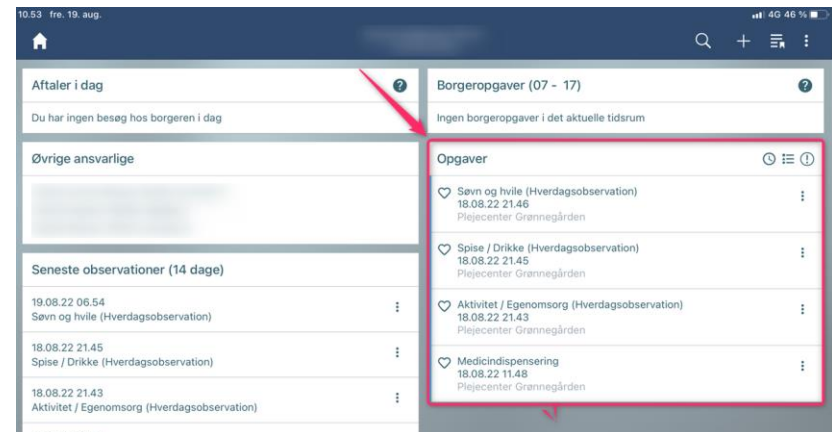 10.53 fre. 19. aug.
4G 46 %
Aftaler i dag
Du har ingen besøg hos borgeren i dag
Øvrige ansvarlige
Seneste observationer (14 dage)
19.08.22 06.54
Søvn og hvile (Hverdagsobservation)
18.08.22 21.45
Spise / Drikke (Hverdagsobservation)
18.08.22 21.43
Aktivitet / Egenomsorg (Hverdagsobservation)
Borgeropgaver (07 - 17)
Ingen borgeropgaver i det aktuelle tidsrum
Opgaver
Søvn og hvile (Hverdagsobservation)
18.08.22 21.46
Plejecenter Grønnegården
Spise / Drikke (Hverdagsobservation)
18.08.22 21.45
Plejecenter Grønnegården
Aktivitet / Egenomsorg (Hverdagsobservation)
18.08.22 21.43
Plejecenter Grønnegården
Medicindispensering
18.08.22 11.48
Plejecenter Grønnegården